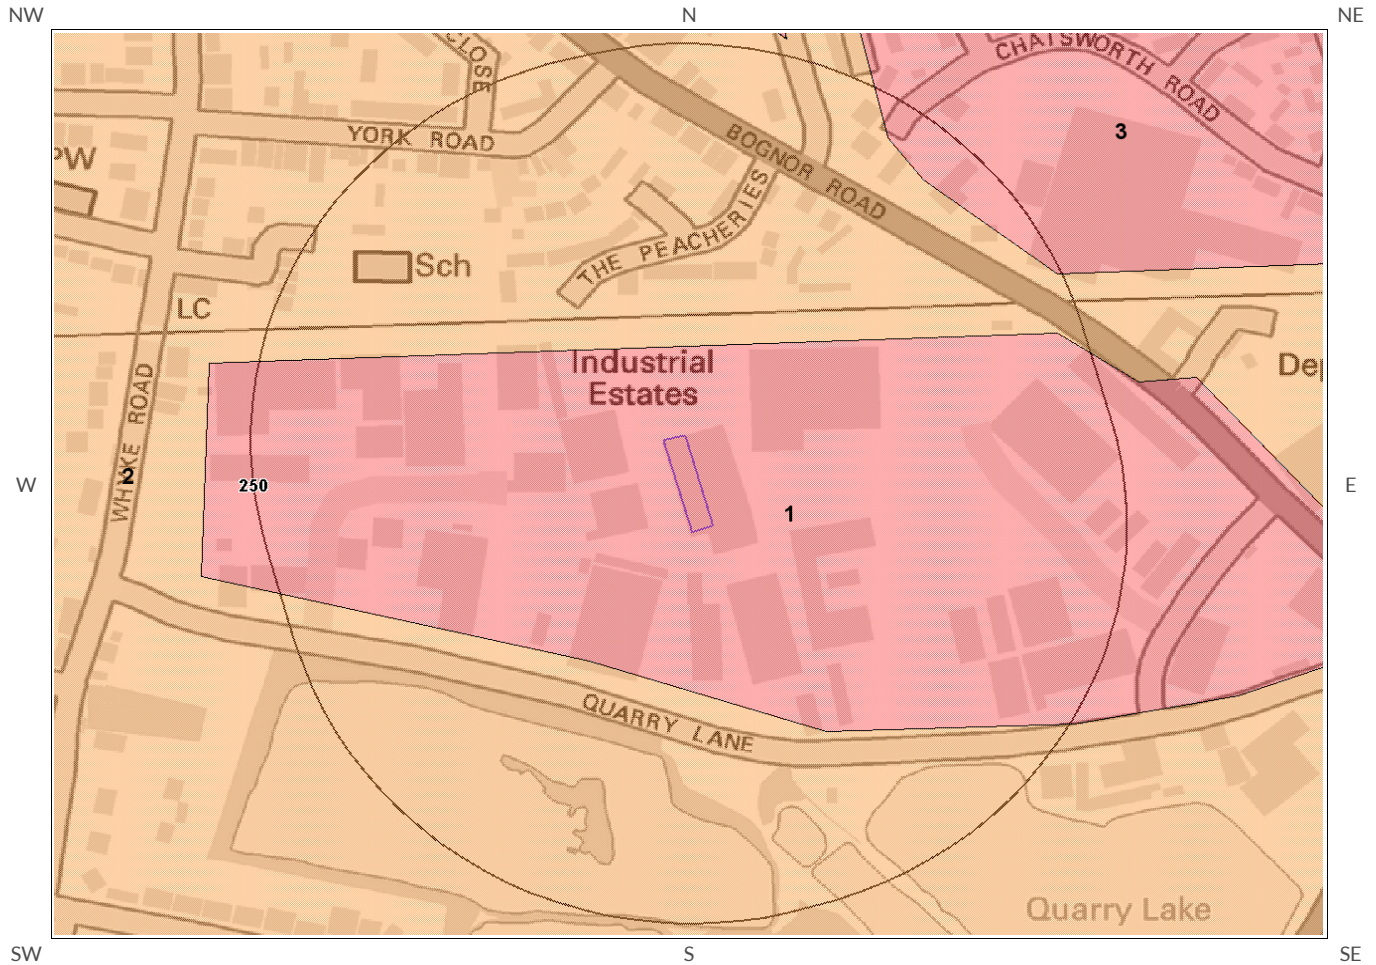 NW
N
NE
CLOSE
CHATSWORTH ROAD
3
YORK ROAD
BOGNOR ROAD
PW
THE PEACHERIES
Sch
LC
Industrial
Estates
WHYKE ROAD
2
W
250
1
E
QUARRY LANE
Quarry Lake
SW
S
SE